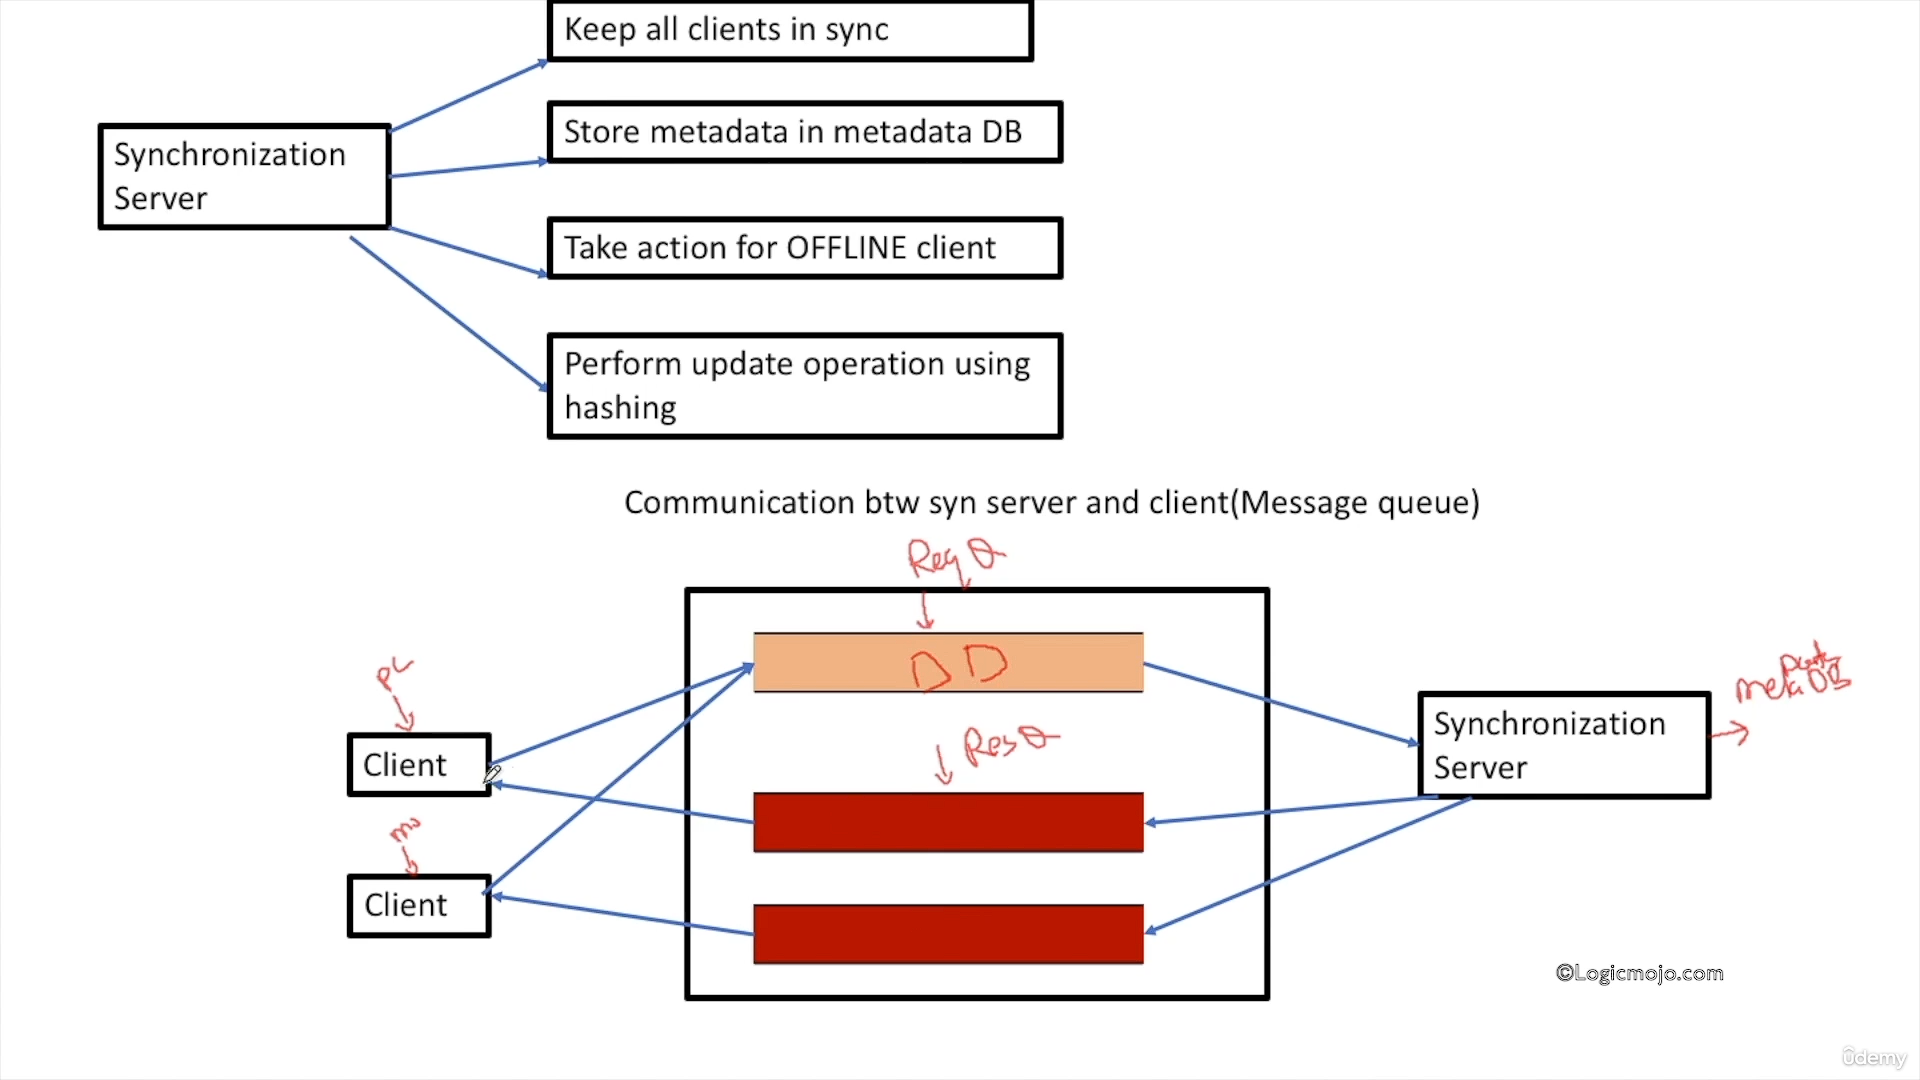 Keep all clients in sync
Synchronization
Server
Store metadata in metadata DB
Take action for OFFLINE client
Perform update operation using
hashing
Communication btw syn server and client(Message queue)
Req Q
D D
Res Q
PC
Client
mo
Client
Synchronization
Server
meta DB
©Logicmojo.com
ûdemy